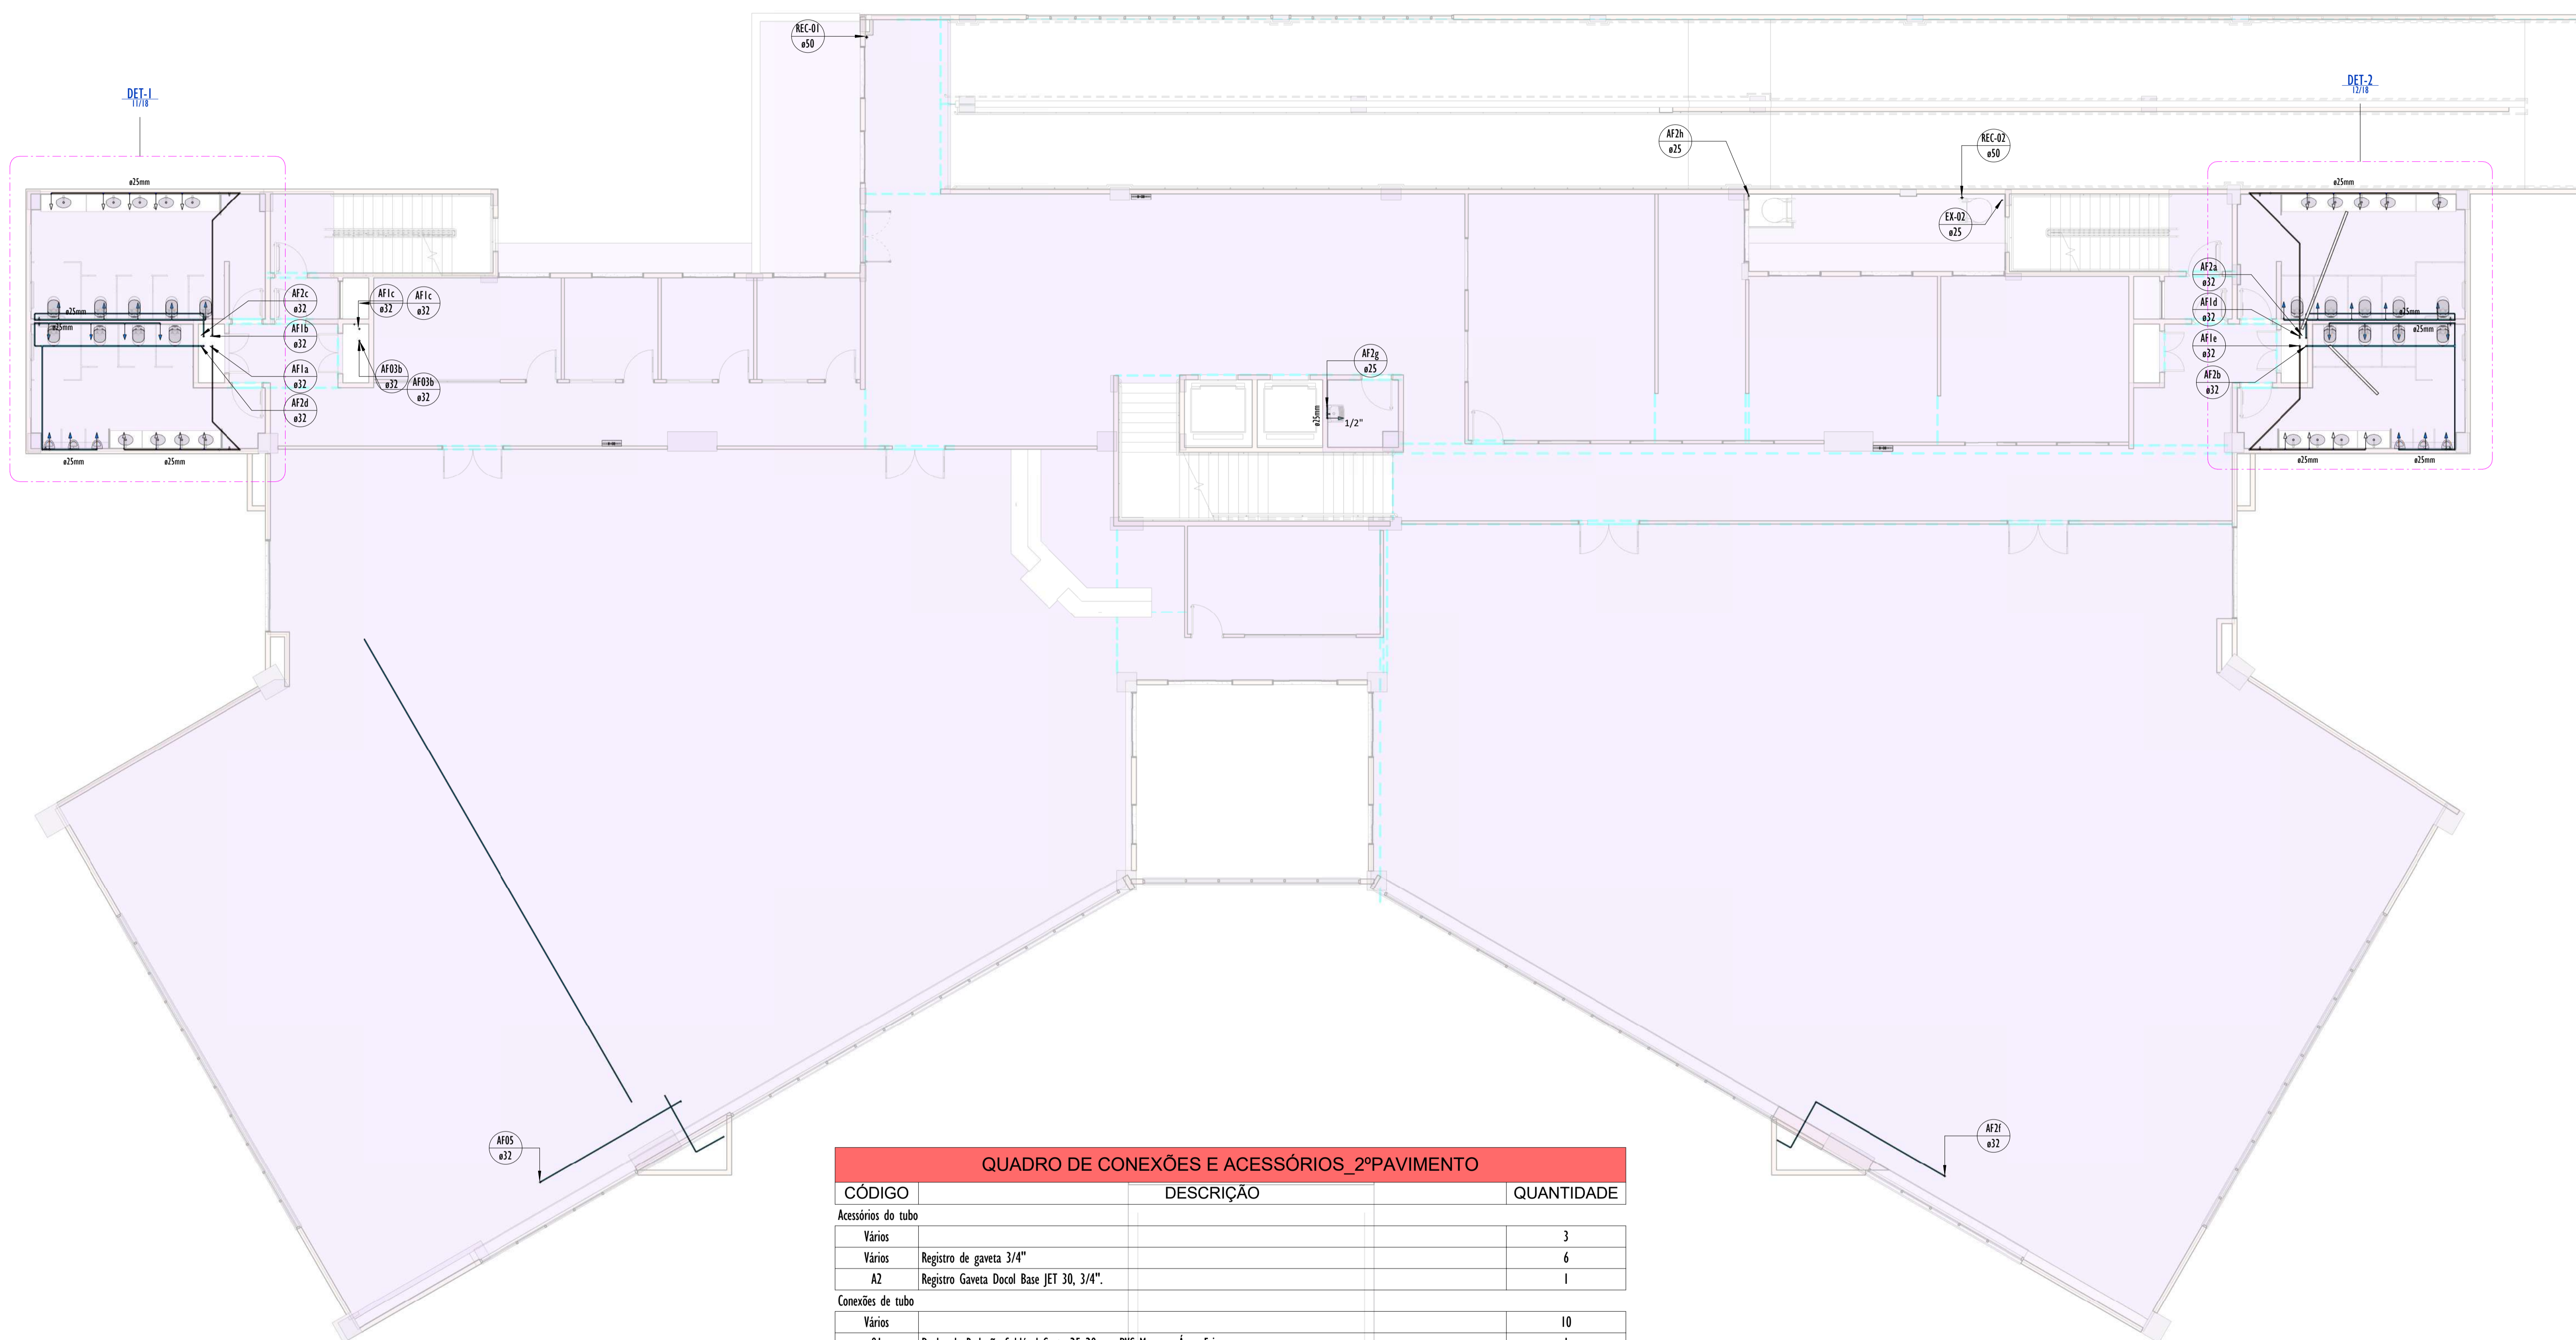 REC-01
ø50
DET-1
11/18
DET-2
12/18
AF2h
ø25
REC-02
ø50
EX-02
ø25
ø25mm
ø25mm
AF2c
ø32
AF1c
ø32
AF1c
ø32
AF1b
ø32
AF1a
ø32
AF03b
ø32
AF03b
ø32
AF2d
ø32
ø25mm
ø25mm
ø25mm
ø25mm
AF2g
ø25
ø25mm
1/2"
AF2a
ø32
AF1d
ø32
AF1e
ø32
AF2b
ø32
ø25mm
ø25mm
ø25mm
ø25mm
AF05
ø32
AF2f
ø32
QUADRO DE CONEXÕES E ACESSÓRIOS_2ºPAVIMENTO
CÓDIGO DESCRIÇÃO QUANTIDADE
Acessórios do tubo
Vários 3
Vários Registro de gaveta 3/4" 6
A2 Registro Gaveta Docol Base JET 30, 3/4". 1
Conexões de tubo
Vários 10